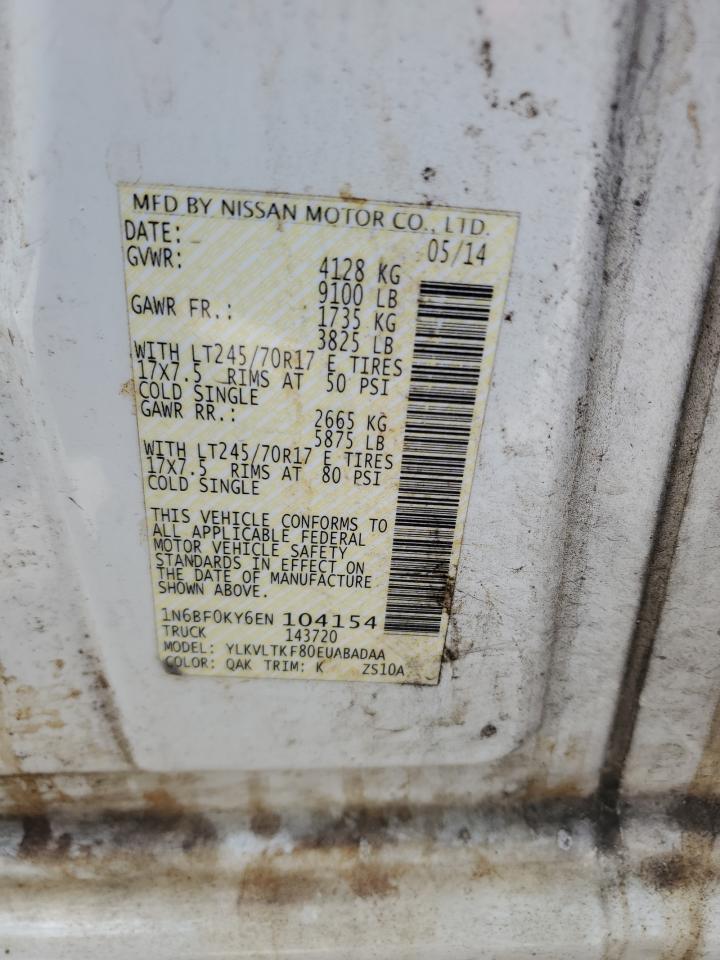 MFD BY NISSAN MOTOR CO., LTD.
DATE: 05/14
GVWR: 4128 KG
9100 LB
GAWR FR.: 1735 KG
3825 LB
WITH LT245/70R17 E TIRES
17X7.5 RIMS AT 50 PSI
COLD SINGLE
GAWR RR.: 2665 KG
5875 LB
WITH LT245/70R17 E TIRES
17X7.5 RIMS AT 80 PSI
COLD SINGLE
THIS VEHICLE CONFORMS TO
ALL APPLICABLE FEDERAL
MOTOR VEHICLE SAFETY
STANDARDS IN EFFECT ON
THE DATE OF MANUFACTURE
SHOWN ABOVE.
1N6BF0KY6EN 104154
TRUCK 143720
MODEL: YLKVLTKF80EUABADAA
COLOR: QAK TRIM: K ZS10A